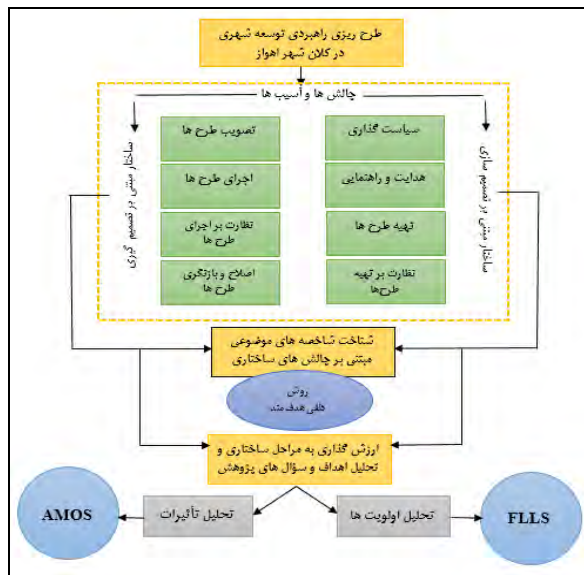 طرح ریزی راهبردی توسعه شهری
در کلان شهر اهواز
چالش ها و آسیب ها
ساختار مبتنی بر تصمیم سازی
سیاست گذاری
هدایت و راهنمایی
تهیه طرح ها
نظارت بر تهیه
طرح‌ها
تصویب طرح ها
اجرای طرح ها
نظارت بر اجرای
طرح ها
اصلاح و بازنگری
طرح ها
ساختار مبتنی بر تصمیم گیری
شناخت شاخصه های موضوعی
مبتنی بر چالش های ساختاری
روش
دلفی هدف مند
ارزش گذاری به مراحل ساختاری و
تحلیل اهداف و سؤال های پژوهش
تحلیل اولویت ها
تحلیل تأثیرات
FLLS
AMOS